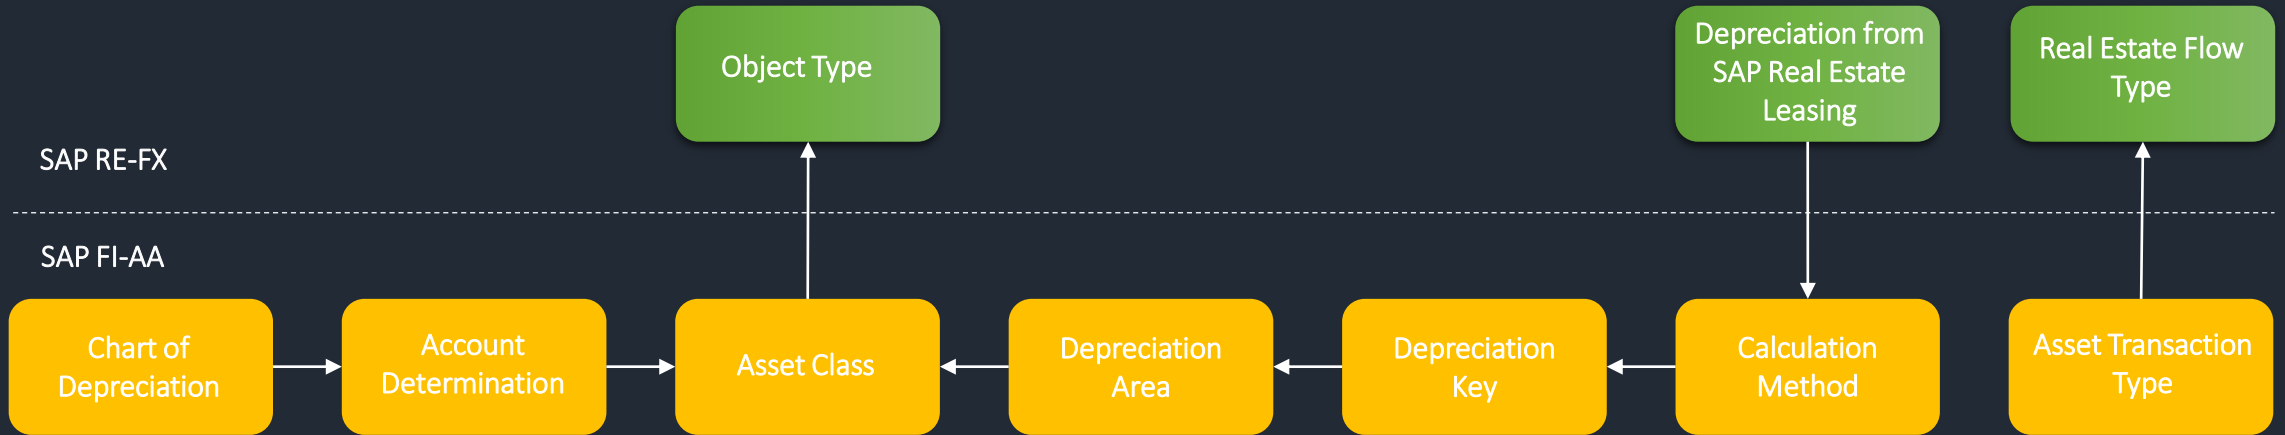 Object Type
Depreciation from
SAP Real Estate
Leasing
Real Estate Flow
Type
SAP RE-FX
SAP FI-AA
Chart of
Depreciation
Account
Determination
Asset Class
Depreciation
Area
Depreciation
Key
Calculation
Method
Asset Transaction
Type